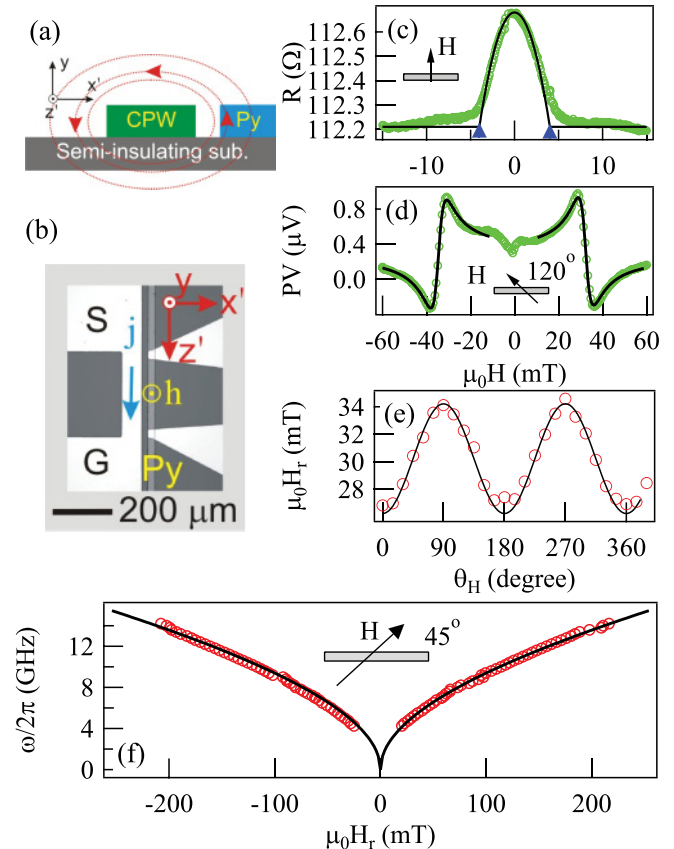 (a)
y
x'
z'
CPW
Py
Semi-insulating sub.
(b)
S
y
x'
j
z'
h
G
Py
200 μm
(c)
R (Ω)
112.6
112.5
112.4
112.3
112.2
H
-10 0 10
(d)
PV (μV)
0.8
0.4
0.0
H 120°
-60 -40 -20 0 20 40 60
μ₀H (mT)
(e)
μ₀Hᵣ (mT)
34
32
30
28
0 90 180 270 360
θ_H (degree)
(f)
ω/2π (GHz)
12
8
4
0
H 45°
-200 -100 0 100 200
μ₀Hᵣ (mT)